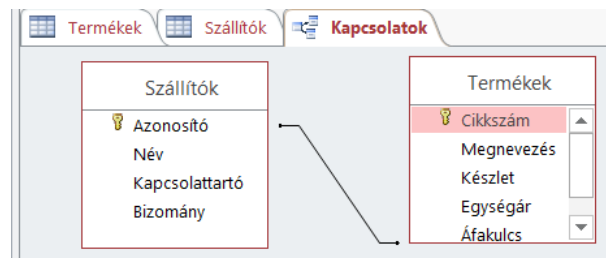 Termékek Szállítók Kapcsolatok
Szállítók
Azonosító
Név
Kapcsolattartó
Bizomány
Termékek
Cikkszám
Megnevezés
Készlet
Egységár
Áfakulcs